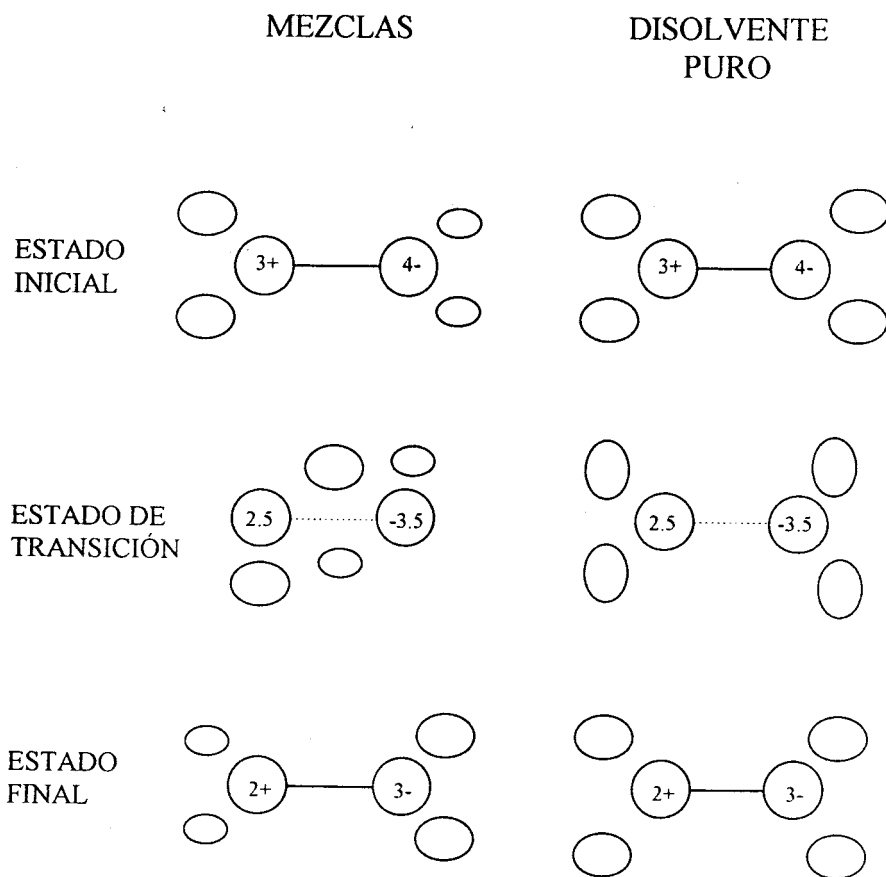 MEZCLAS
DISOLVENTE
PURO
ESTADO
INICIAL
3+ 4-
3+ 4-
ESTADO DE
TRANSICIÓN
2.5 -3.5
2.5 -3.5
ESTADO
FINAL
2+ 3-
2+ 3-